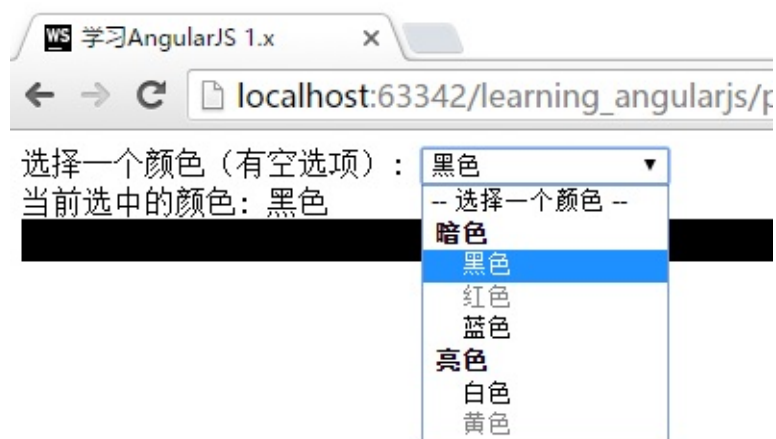 WS 学习AngularJS 1.x
localhost:63342/learning_angularjs/p
选择一个颜色（有空选项）: 黑色
当前选中的颜色: 黑色
-- 选择一个颜色 --
暗色
黑色
红色
蓝色
亮色
白色
黄色